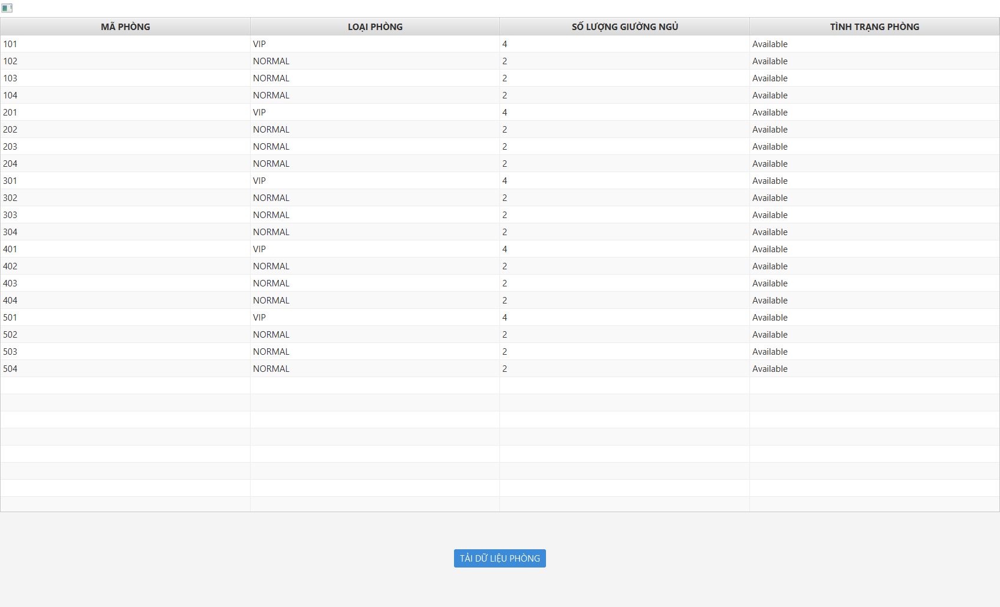 MÃ PHÒNG LOẠI PHÒNG SỐ LƯỢNG GIƯỜNG NGỦ TÌNH TRẠNG PHÒNG
101 VIP 4 Available
102 NORMAL 2 Available
103 NORMAL 2 Available
104 NORMAL 2 Available
201 VIP 4 Available
202 NORMAL 2 Available
203 NORMAL 2 Available
204 NORMAL 2 Available
301 VIP 4 Available
302 NORMAL 2 Available
303 NORMAL 2 Available
304 NORMAL 2 Available
401 VIP 4 Available
402 NORMAL 2 Available
403 NORMAL 2 Available
404 NORMAL 2 Available
501 VIP 4 Available
502 NORMAL 2 Available
503 NORMAL 2 Available
504 NORMAL 2 Available
TẢI DỮ LIỆU PHÒNG